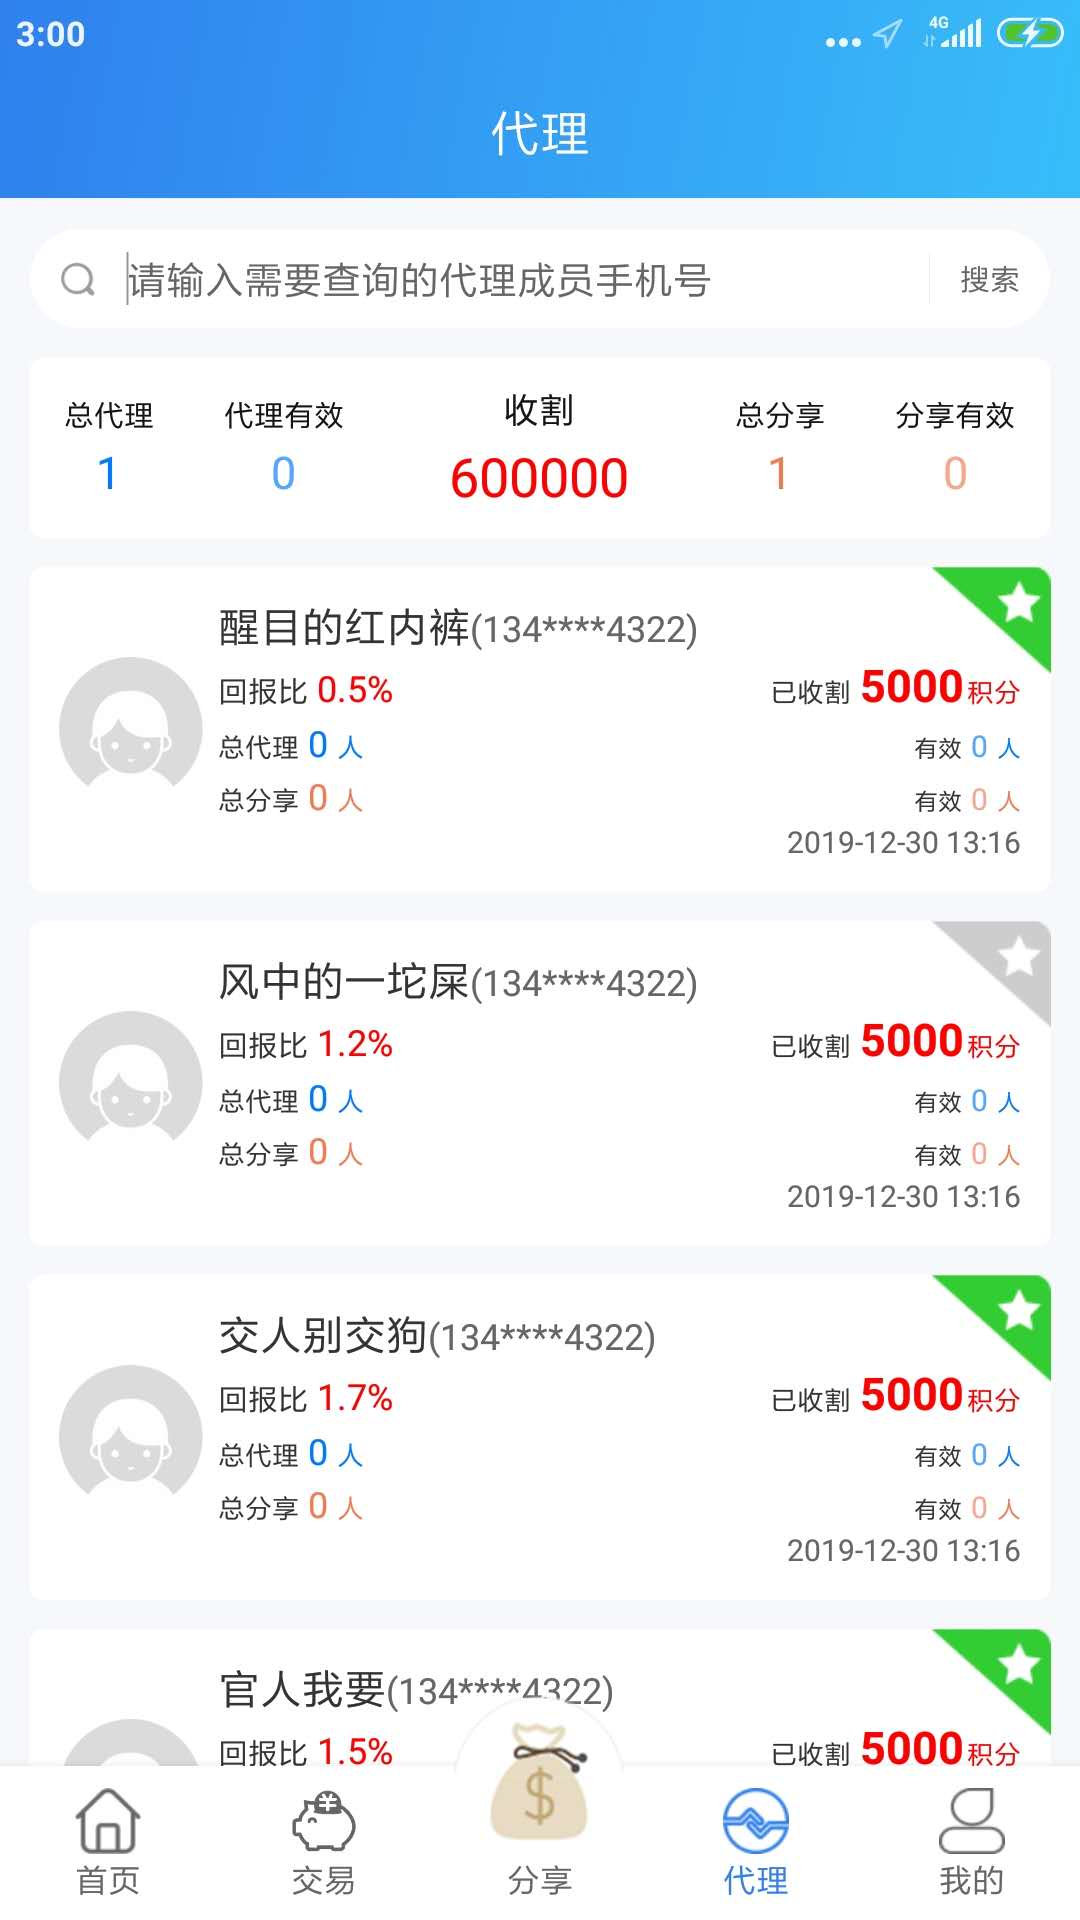 3:00
4G
代理
请输入需要查询的代理成员手机号 搜索
总代理 代理有效 收割 总分享 分享有效
1 0 600000 1 0
醒目的红内裤(134****4322)
回报比 0.5% 已收割 5000积分
总代理 0 人 有效 0 人
总分享 0 人 有效 0 人
2019-12-30 13:16
风中的一坨屎(134****4322)
回报比 1.2% 已收割 5000积分
总代理 0 人 有效 0 人
总分享 0 人 有效 0 人
2019-12-30 13:16
交人别交狗(134****4322)
回报比 1.7% 已收割 5000积分
总代理 0 人 有效 0 人
总分享 0 人 有效 0 人
2019-12-30 13:16
官人我要(134****4322)
回报比 1.5% 已收割 5000积分
首页 交易 分享 代理 我的